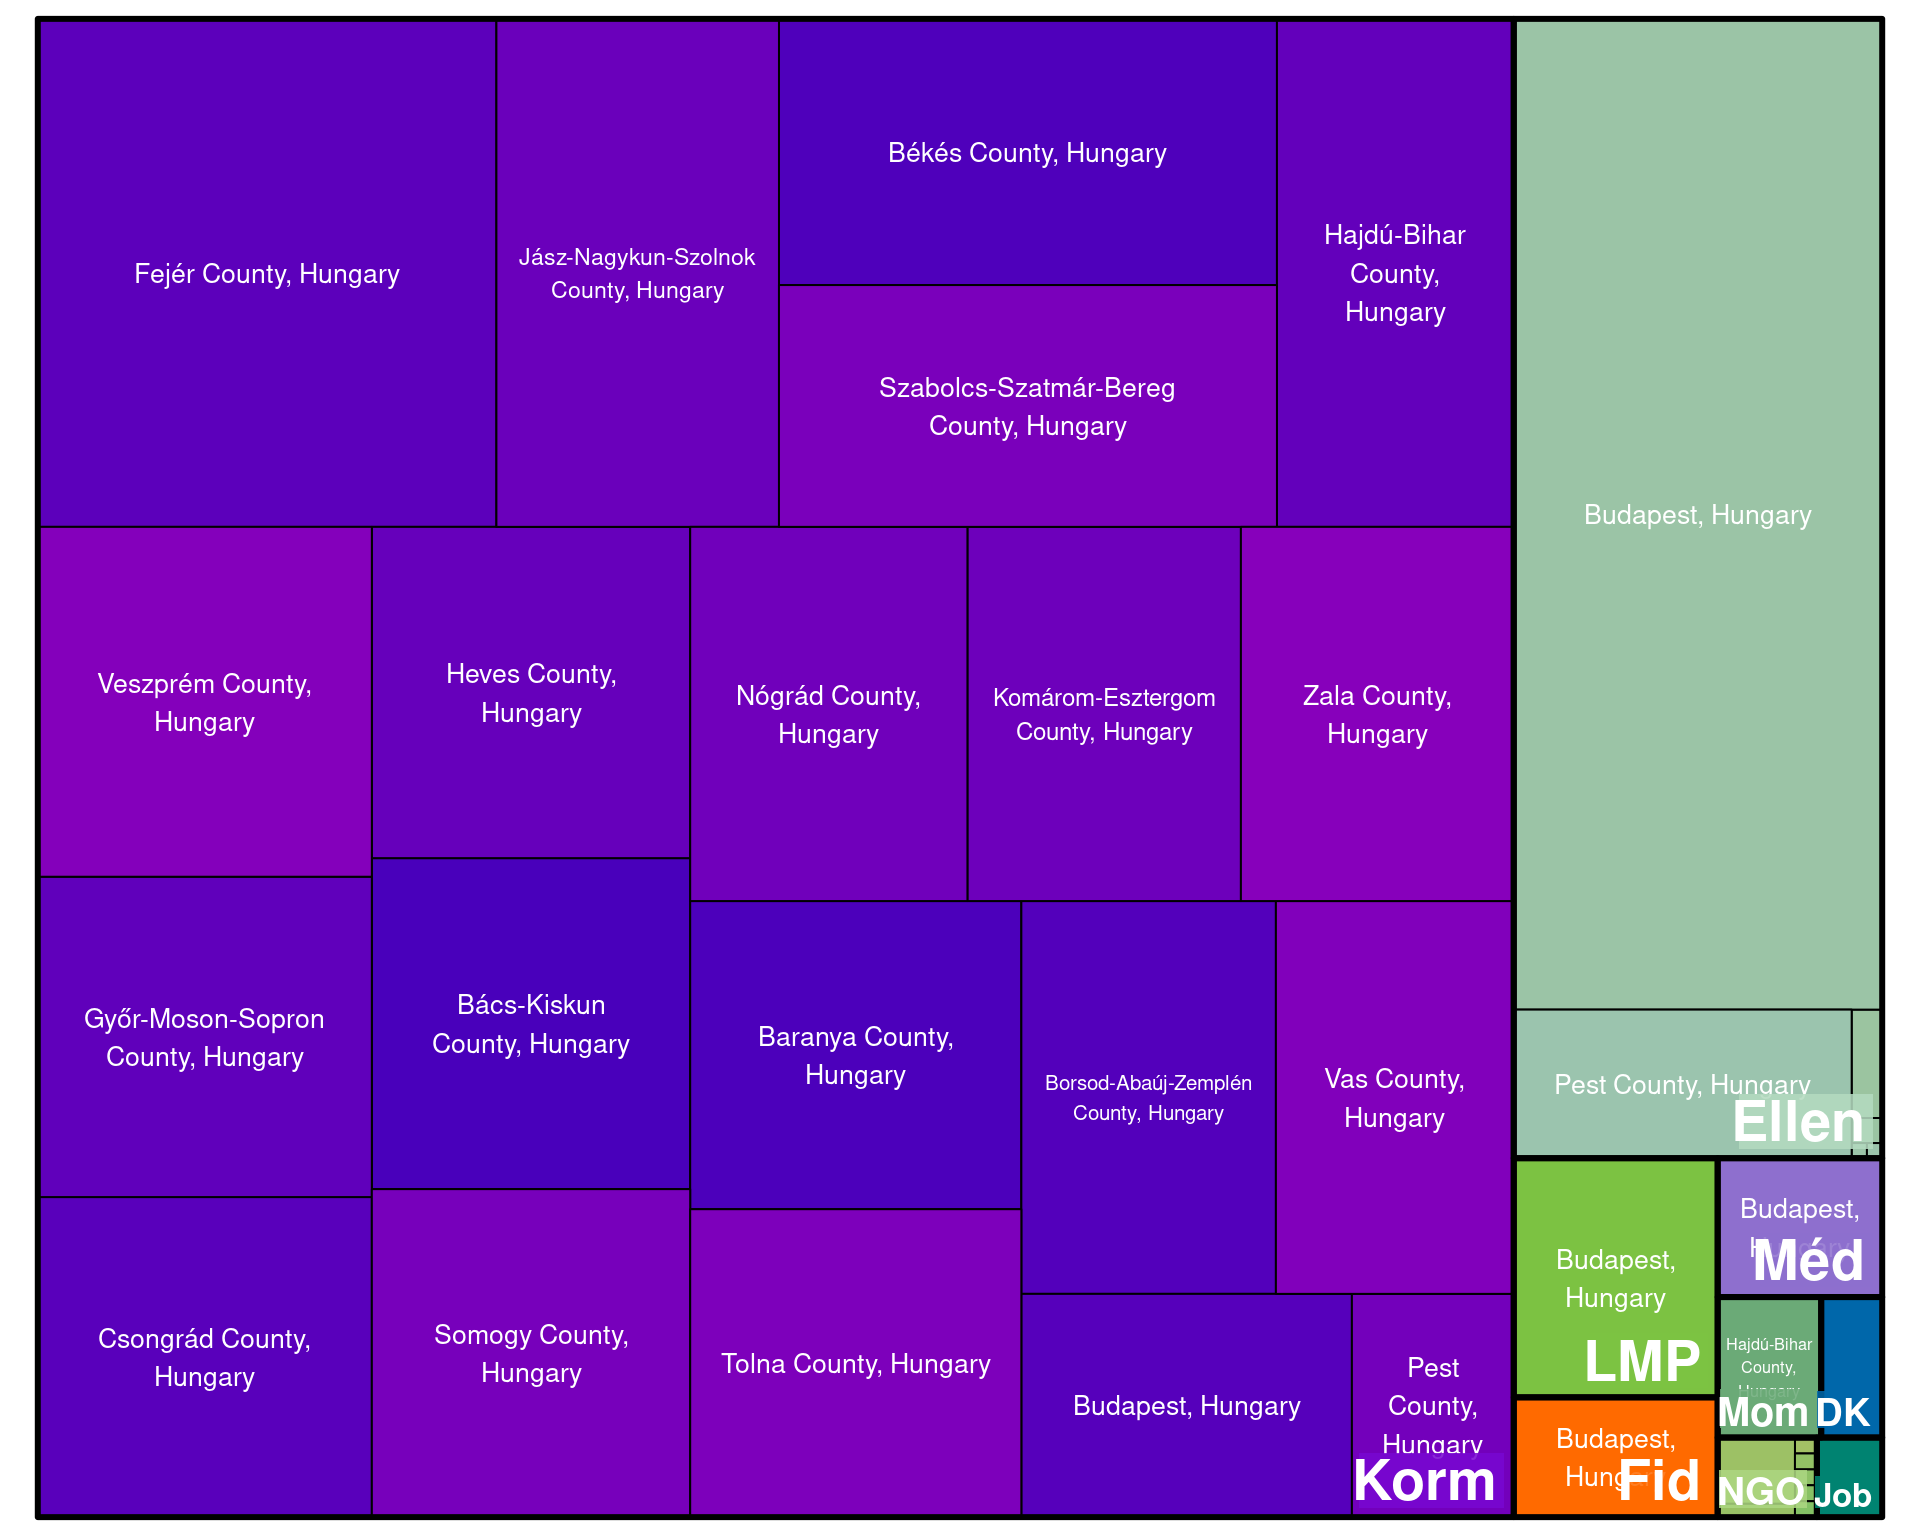 Fejér County, Hungary
Jász-Nagykun-Szolnok
County, Hungary
Békés County, Hungary
Szabolcs-Szatmár-Bereg
County, Hungary
Hajdú-Bihar
County,
Hungary
Veszprém County,
Hungary
Heves County,
Hungary
Nógrád County,
Hungary
Komárom-Esztergom
County, Hungary
Zala County,
Hungary
Győr-Moson-Sopron
County, Hungary
Bács-Kiskun
County, Hungary
Baranya County,
Hungary
Borsod-Abaúj-Zemplén
County, Hungary
Vas County,
Hungary
Csongrád County,
Hungary
Somogy County,
Hungary
Tolna County, Hungary
Budapest, Hungary
Pest
County,
Hungary
Korm
Budapest, Hungary
Pest County, Hungary
Ellen
Budapest,
Hungary
LMP
Budapest,
Hungary
Méd
Hajdú-Bihar
County,
Hungary
Mom
DK
Budapest,
Hungary
Fid
NGO
Job